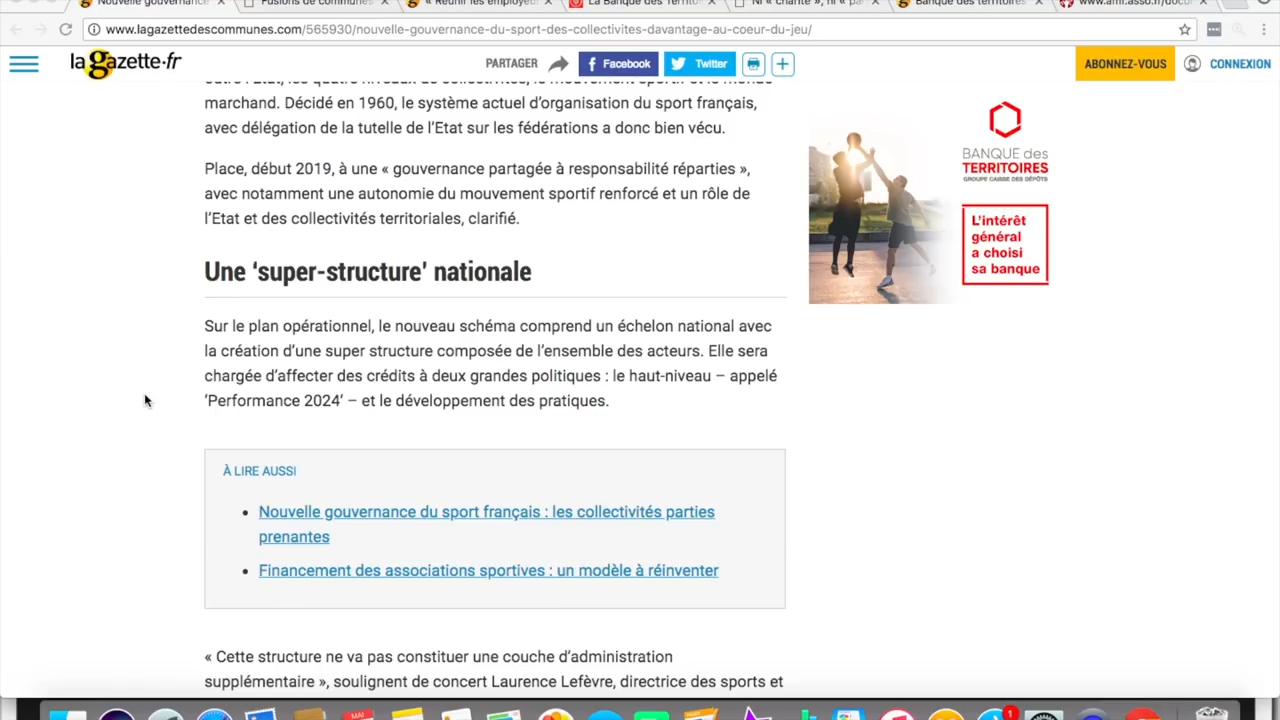 Nouvelle gouvernance
Fusions de communes
« Réunir les employeu
La Banque des Territoi
Ni « charte », ni « pa
Banque des territoires
www.amf.asso.fr/docum
www.lagazettedescommunes.com/565930/nouvelle-gouvernance-du-sport-des-collectivites-davantage-au-coeur-du-jeu/
la gazette·fr
PARTAGER
Facebook
Twitter
ABONNEZ-VOUS
CONNEXION
outre l'Etat, les quatre niveaux de collectivités, le mouvement sportif et le monde
marchand. Décidé en 1960, le système actuel d'organisation du sport français,
avec délégation de la tutelle de l'Etat sur les fédérations a donc bien vécu.
Place, début 2019, à une « gouvernance partagée à responsabilité réparties »,
avec notamment une autonomie du mouvement sportif renforcé et un rôle de
l'Etat et des collectivités territoriales, clarifié.
Une 'super-structure' nationale
Sur le plan opérationnel, le nouveau schéma comprend un échelon national avec
la création d'une super structure composée de l'ensemble des acteurs. Elle sera
chargée d'affecter des crédits à deux grandes politiques : le haut-niveau – appelé
'Performance 2024' – et le développement des pratiques.
À LIRE AUSSI
• Nouvelle gouvernance du sport français : les collectivités parties
prenantes
• Financement des associations sportives : un modèle à réinventer
« Cette structure ne va pas constituer une couche d'administration
supplémentaire », soulignent de concert Laurence Lefèvre, directrice des sports et
BANQUE des
TERRITOIRES
GROUPE CAISSE DES DÉPÔTS
L'intérêt
général
a choisi
sa banque
MAI
1